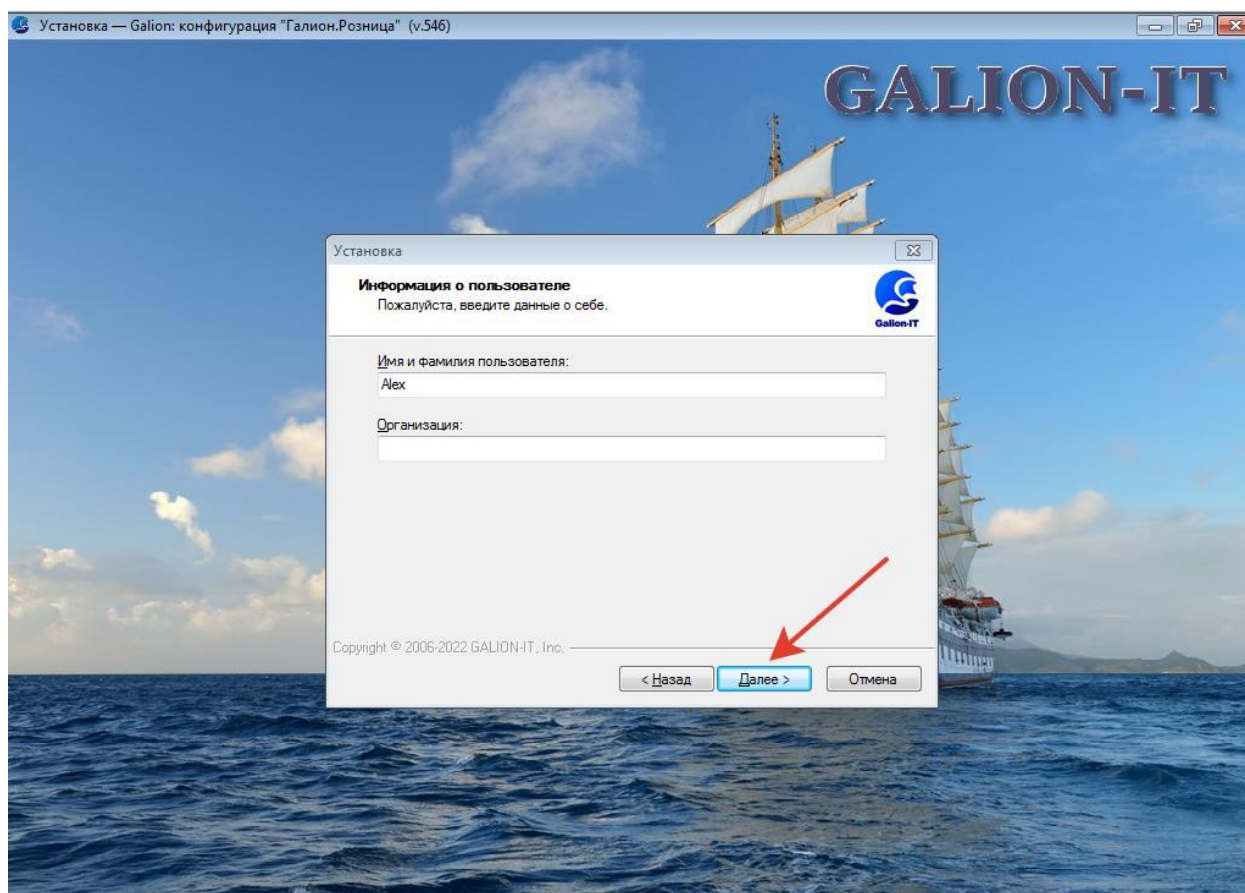 Установка — Galion: конфигурация "Галион.Розница" (v.546)
GALION-IT
Установка
Информация о пользователе
Пожалуйста, введите данные о себе.
Galion-IT
Имя и фамилия пользователя:
Alex
Организация:
Copyright © 2006-2022 GALION-IT, Inc.
< Назад Далее > Отмена